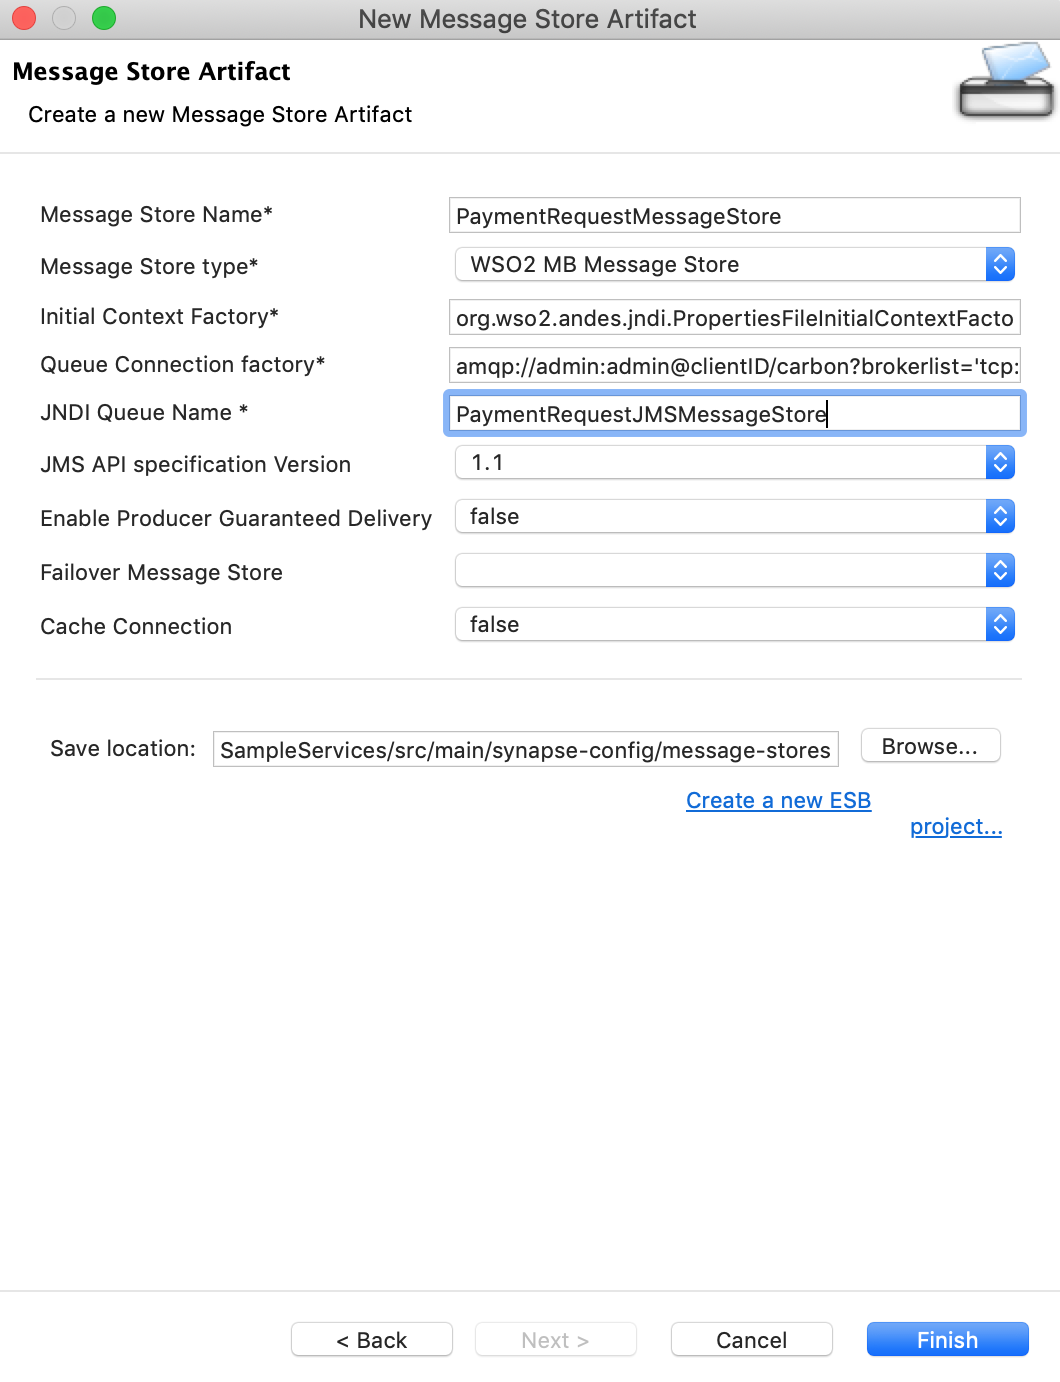 New Message Store Artifact
Message Store Artifact
Create a new Message Store Artifact
Message Store Name* PaymentRequestMessageStore
Message Store type* WSO2 MB Message Store
Initial Context Factory* org.wso2.andes.jndi.PropertiesFileInitialContextFacto
Queue Connection factory* amqp://admin:admin@clientID/carbon?brokerlist='tcp:
JNDI Queue Name * PaymentRequestJMSMessageStore
JMS API specification Version 1.1
Enable Producer Guaranteed Delivery false
Failover Message Store
Cache Connection false
Save location: SampleServices/src/main/synapse-config/message-stores Browse...
Create a new ESB
project...
< Back Next > Cancel Finish